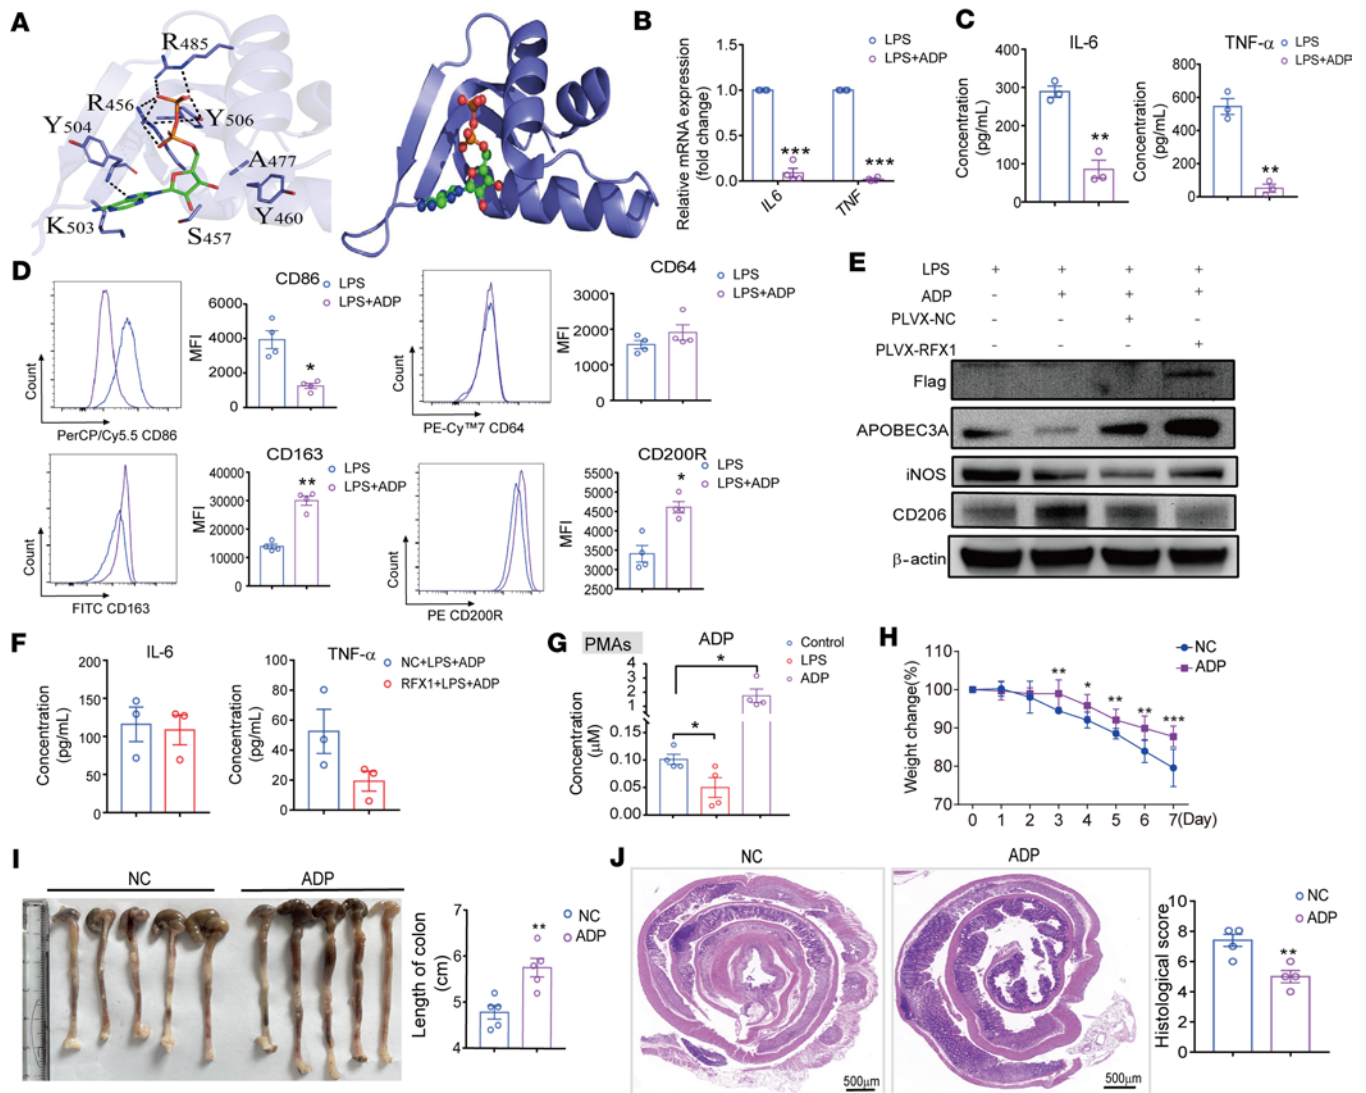 A
R485
R456
Y504
Y506
A477
Y460
K503
S457
B
Relative mRNA expression
(fold change)
1.5
1.0
0.5
0.0
LPS
LPS+ADP
***
***
IL6
TNF
C
IL-6
Concentration
(pg/mL)
400
300
200
100
0
**
TNF-α
LPS
LPS+ADP
Concentration
(pg/mL)
800
600
400
200
0
**
D
Count
PerCP/Cy5.5 CD86
CD86
LPS
LPS+ADP
MFI
6000
4000
2000
0
*
Count
PE-Cy™7 CD64
CD64
LPS
LPS+ADP
MFI
3000
2000
1000
0
Count
FITC CD163
CD163
LPS
LPS+ADP
MFI
40000
30000
20000
10000
0
**
Count
PE CD200R
CD200R
LPS
LPS+ADP
MFI
5500
5000
4500
4000
3500
3000
2500
*
E
LPS + + + +
ADP - + + +
PLVX-NC - - + -
PLVX-RFX1 - - - +
Flag
APOBEC3A
iNOS
CD206
β-actin
F
IL-6
Concentration
(pg/mL)
200
150
100
50
0
TNF-α
Concentration
(pg/mL)
100
80
60
40
20
0
NC+LPS+ADP
RFX1+LPS+ADP
G
PMAs
ADP
Control
LPS
ADP
Concentration
(μM)
4
3
2
1
0.10
0.05
0.00
*
*
H
Weight change(%)
110
100
90
80
70
NC
ADP
** * ** ** ***
0 1 2 3 4 5 6 7(Day)
I
NC
ADP
Length of colon
(cm)
7
6
5
4
NC
ADP
**
J
NC
ADP
500μm
500μm
Histological score
10
8
6
4
2
0
NC
ADP
**